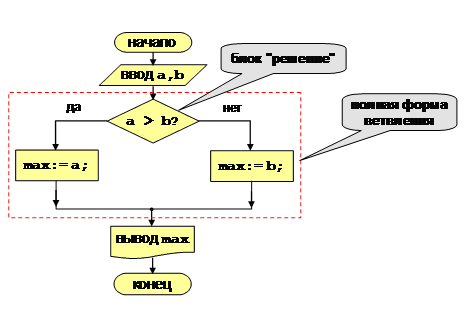 начало
ввод a,b
блок "решение"
полная форма
ветвления
да
a > b?
нет
max:=a;
max:=b;
вывод max
конец